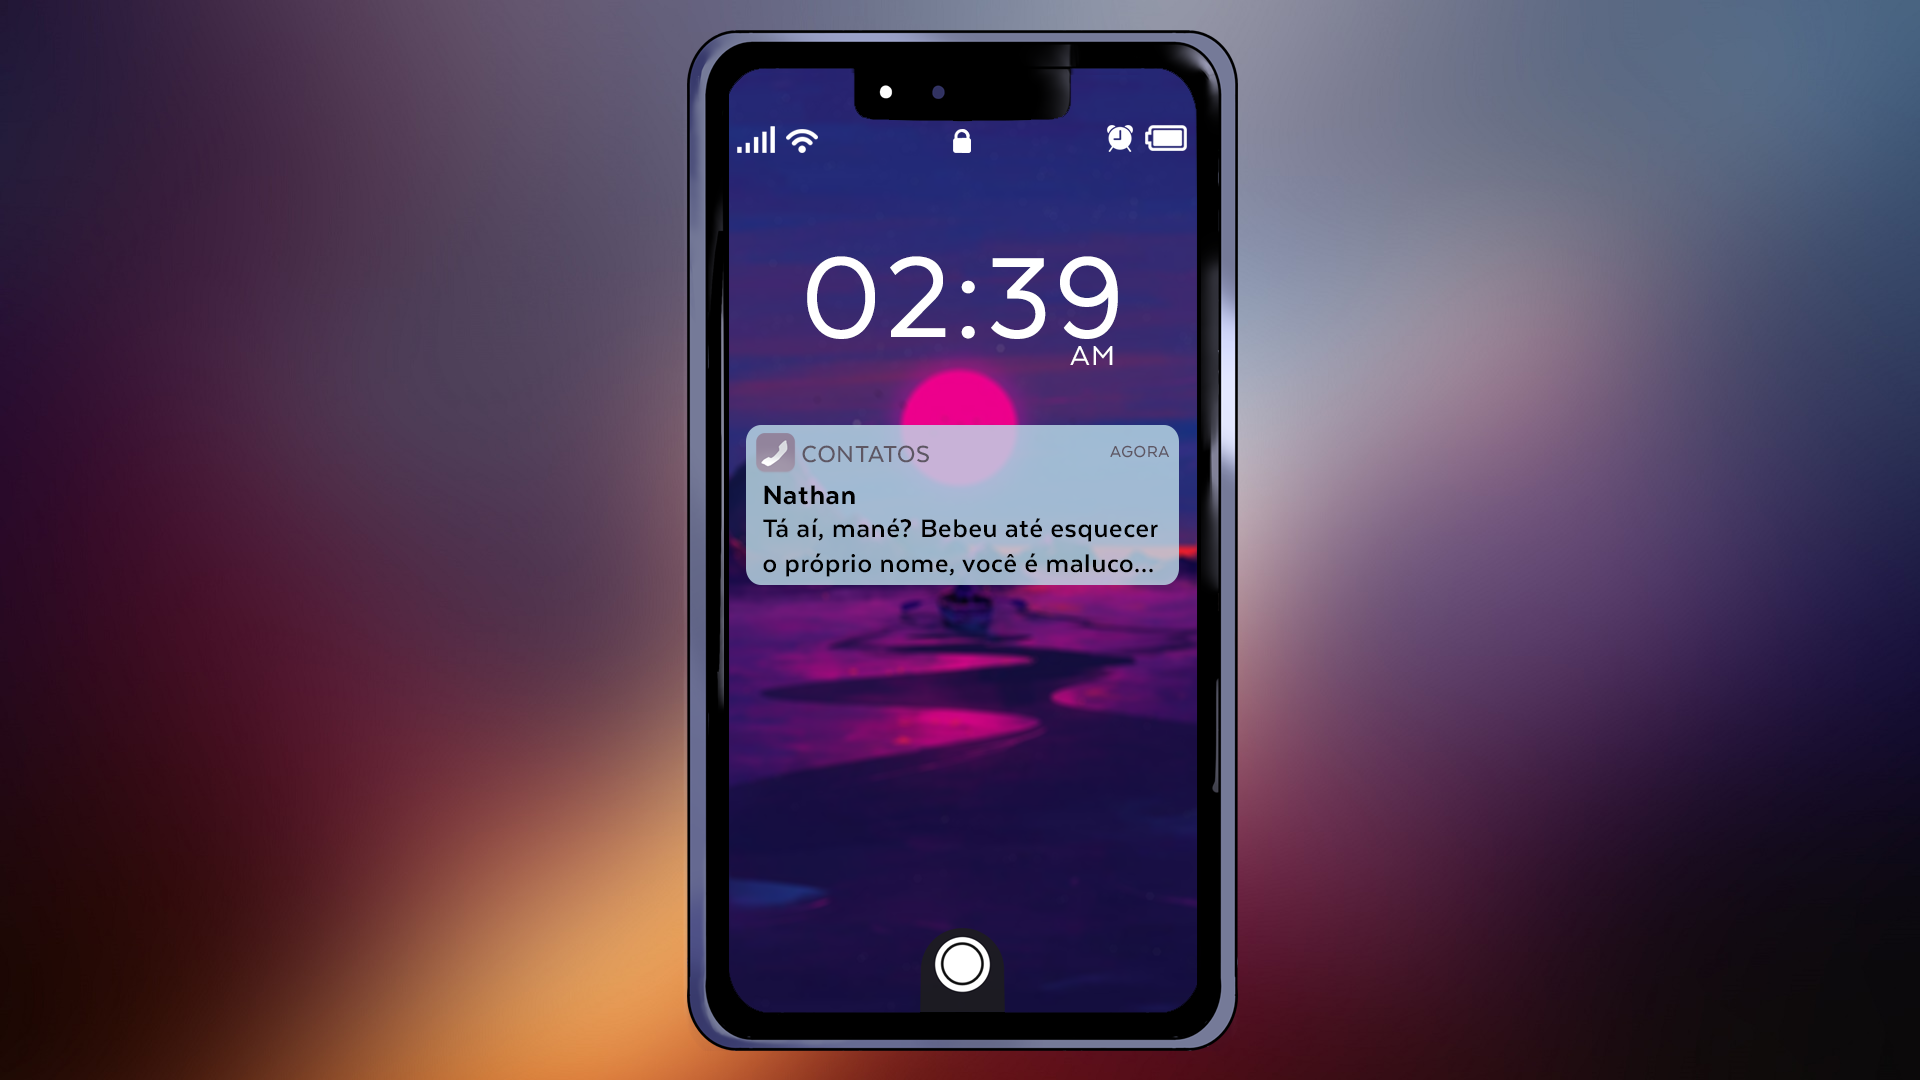 02:39
AM
CONTATOS
AGORA
Nathan
Tá aí, mané? Bebeu até esquecer
o próprio nome, você é maluco...